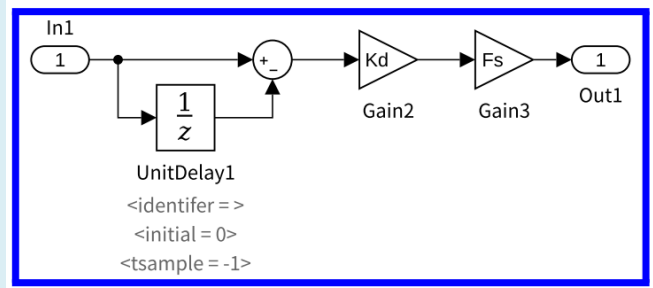 In1
1
+
−
Kd
Fs
1
Gain2
Gain3
Out1
1
z
UnitDelay1
<identifer = >
<initial = 0>
<tsample = -1>